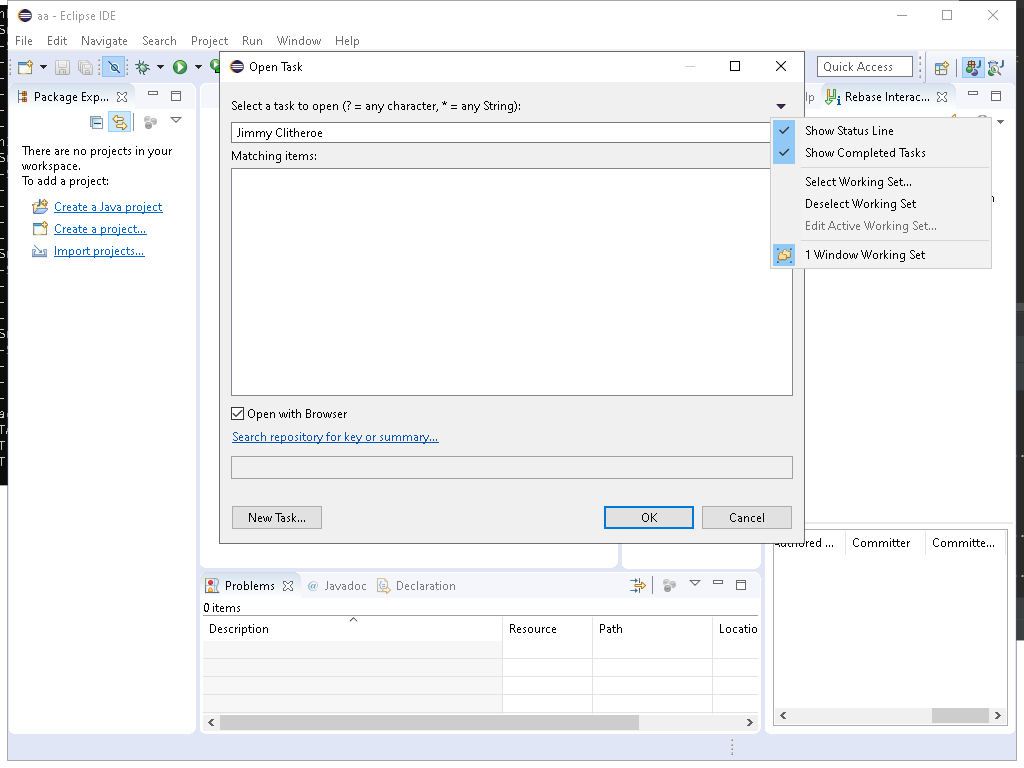 aa - Eclipse IDE
File Edit Navigate Search Project Run Window Help
Quick Access
Open Task
Package Exp...
Rebase Interac...
Select a task to open (? = any character, * = any String):
Jimmy Clitheroe
Matching items:
Show Status Line
Show Completed Tasks
Select Working Set...
Deselect Working Set
Edit Active Working Set...
1 Window Working Set
There are no projects in your
workspace.
To add a project:
Create a Java project
Create a project...
Import projects...
Open with Browser
Search repository for key or summary...
New Task...
OK
Cancel
Committer
Committe...
Problems
@ Javadoc
Declaration
0 items
Description
Resource
Path
Locatio